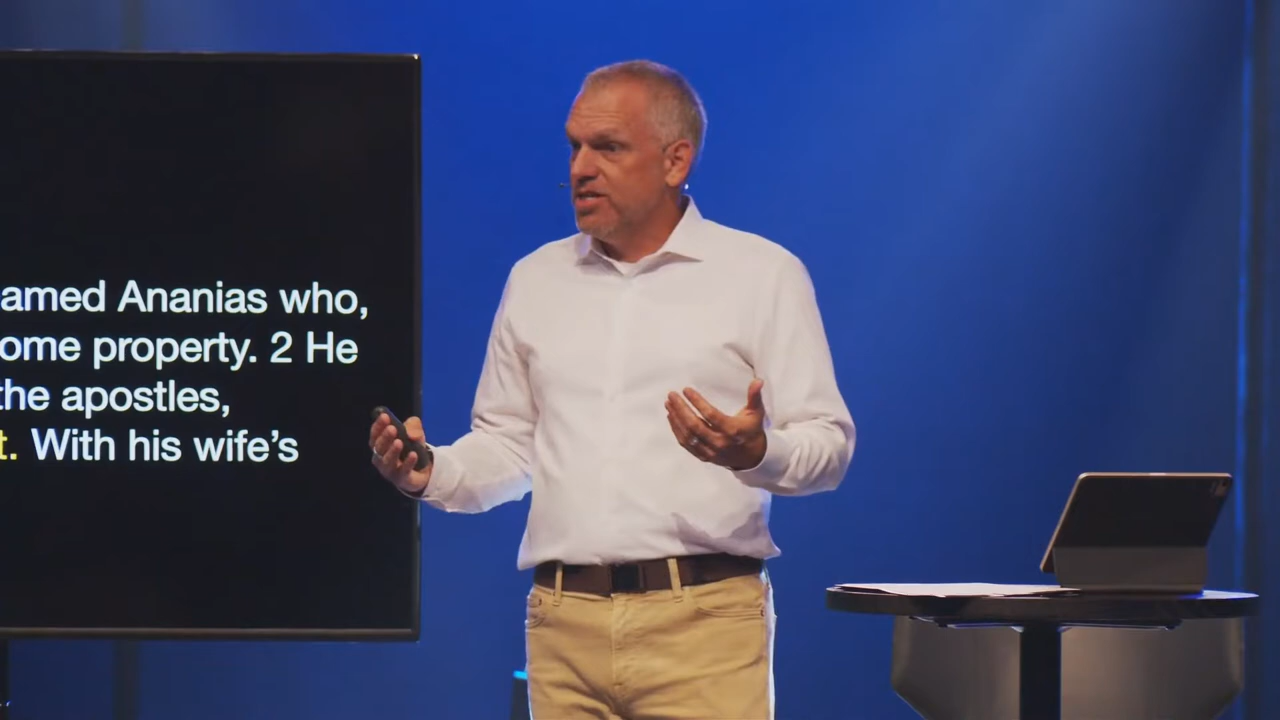 amed Ananias who,
ome property. 2 He
the apostles,
t. With his wife’s